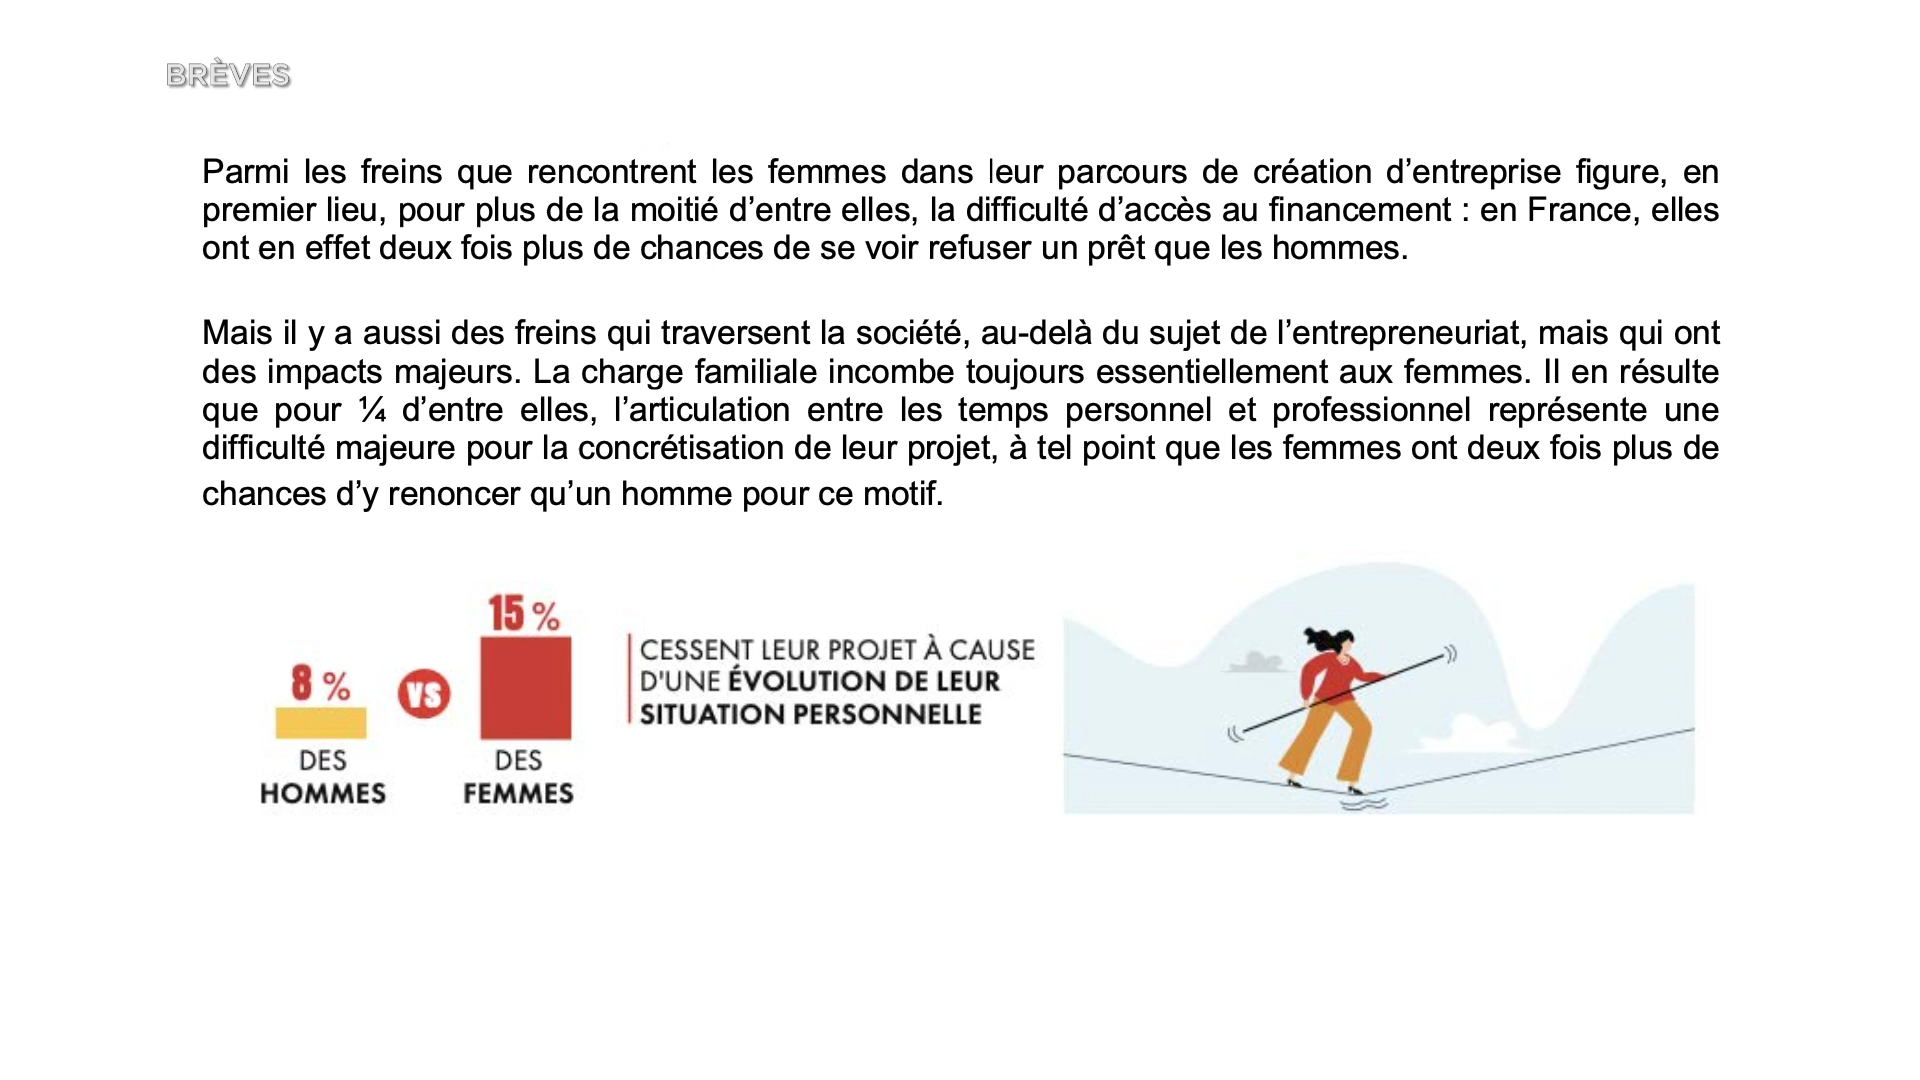 BRÈVES
Parmi les freins que rencontrent les femmes dans leur parcours de création d’entreprise figure, en
premier lieu, pour plus de la moitié d’entre elles, la difficulté d’accès au financement : en France, elles
ont en effet deux fois plus de chances de se voir refuser un prêt que les hommes.
Mais il y a aussi des freins qui traversent la société, au-delà du sujet de l’entrepreneuriat, mais qui ont
des impacts majeurs. La charge familiale incombe toujours essentiellement aux femmes. Il en résulte
que pour ¼ d’entre elles, l’articulation entre les temps personnel et professionnel représente une
difficulté majeure pour la concrétisation de leur projet, à tel point que les femmes ont deux fois plus de
chances d’y renoncer qu’un homme pour ce motif.
8 %
DES
HOMMES
VS
15 %
DES
FEMMES
CESSENT LEUR PROJET À CAUSE
D'UNE ÉVOLUTION DE LEUR
SITUATION PERSONNELLE